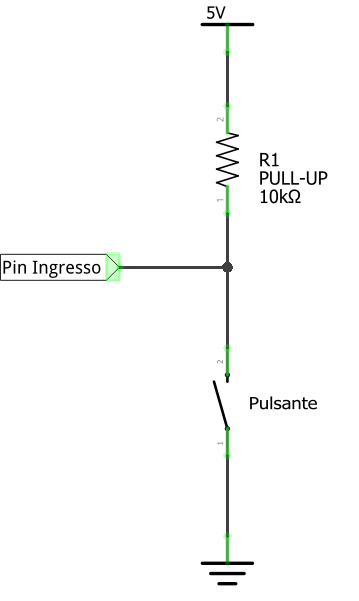 5V
2
R1
PULL-UP
10kΩ
1
Pin Ingresso
2
Pulsante
1